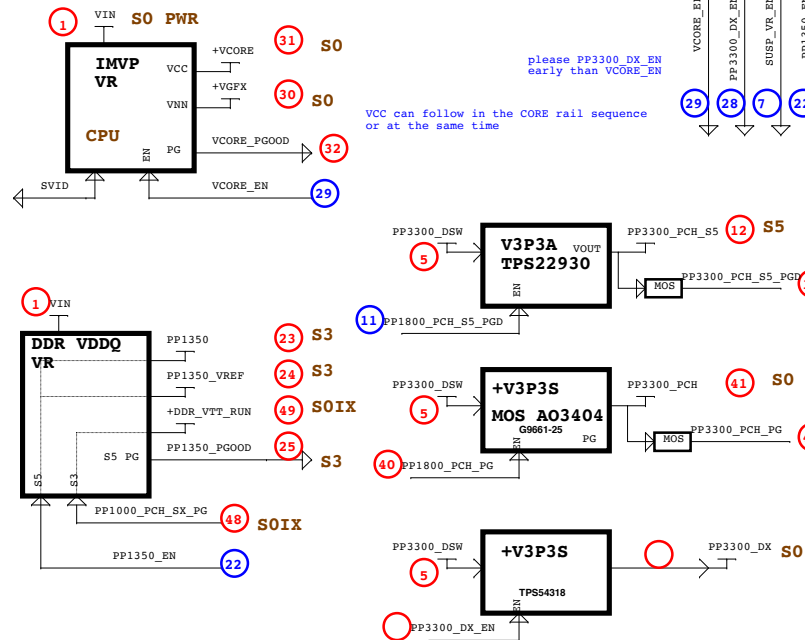 1
VIN
S0 PWR
IMVP
VR
CPU
VCC
VNN
EN
PG
+VCORE
31
S0
+VGFX
30
S0
VCORE_PGOOD
32
SVID
VCORE_EN
29
please PP3300_DX_EN
early than VCORE_EN
VCC can follow in the CORE rail sequence
or at the same time
PP3300_DX_EN
SUSP_VR_EN
29
28
7
22
PP3300_DSW
5
V3P3A
TPS22930
VOUT
EN
PP3300_PCH_S5
12
S5
MOS
PP3300_PCH_S5_PGD
11
PP1800_PCH_S5_PGD
1
VIN
DDR VDDQ
VR
S5 PG
S5
S3
PP1350
23
S3
PP1350_VREF
24
S3
+DDR_VTT_RUN
49
S0IX
PP1350_PGOOD
25
S3
PP1000_PCH_SX_PG
48
S0IX
PP1350_EN
22
PP3300_DSW
5
+V3P3S
MOS AO3404
G9661-25
EN
PG
PP3300_PCH
41
S0
MOS
PP3300_PCH_PG
40
PP1800_PCH_PG
PP3300_DSW
5
+V3P3S
TPS54318
EN
PP3300_DX
S0
PP3300_DX_EN